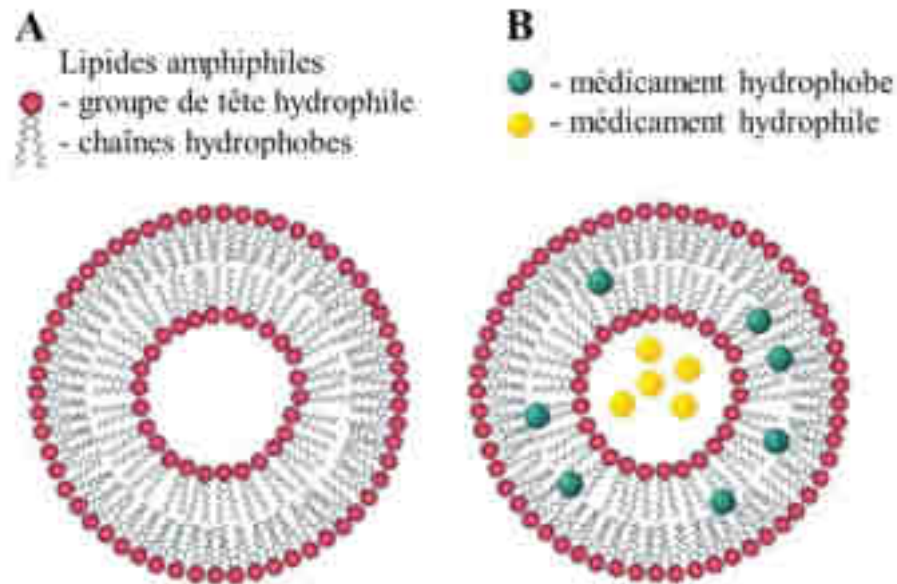 A
Lipides amphiphiles
- groupe de tête hydrophile
- chaînes hydrophobes
B
- médicament hydrophobe
- médicament hydrophile